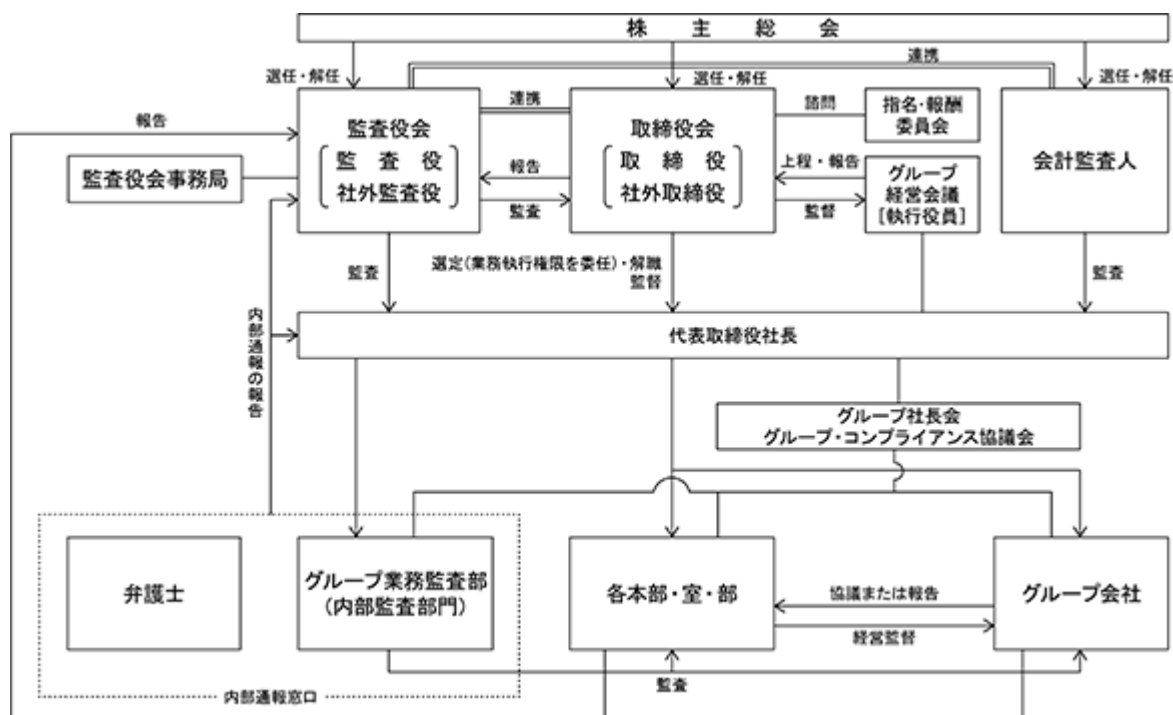 株主総会
連携
選任・解任
選任・解任
選任・解任
報告
監査役会
監査役
社外監査役
連携
報告
監査
取締役会
取締役
社外取締役
諮問
指名・報酬
委員会
上程・報告
監督
グループ
経営会議
[執行役員]
会計監査人
監査役会事務局
監査
選定(業務執行権限を委任)・解職
監督
監査
内部通報の報告
代表取締役社長
グループ社長会
グループ・コンプライアンス協議会
弁護士
グループ業務監査部
(内部監査部門)
各本部・室・部
協議または報告
経営監督
グループ会社
監査
内部通報窓口